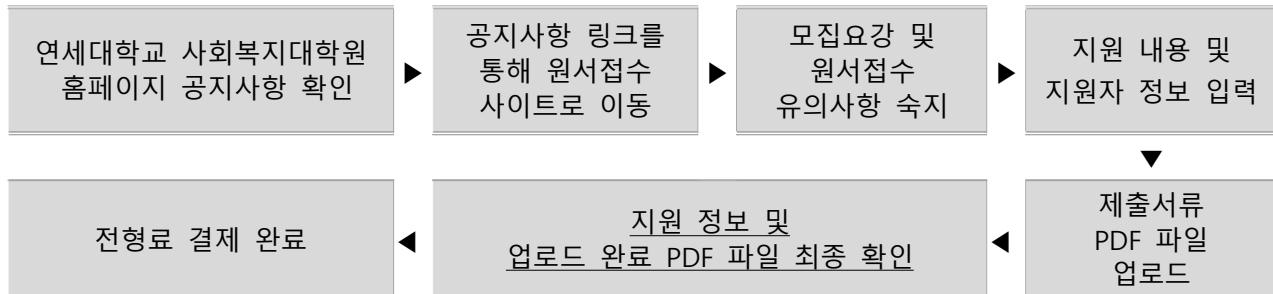 연세대학교 사회복지대학원
홈페이지 공지사항 확인
▶
공지사항 링크를
통해 원서접수
사이트로 이동
▶
모집요강 및
원서접수
유의사항 숙지
▶
지원 내용 및
지원자 정보 입력
▼
제출서류
PDF 파일
업로드
◀
지원 정보 및
업로드 완료 PDF 파일 최종 확인
◀
전형료 결제 완료